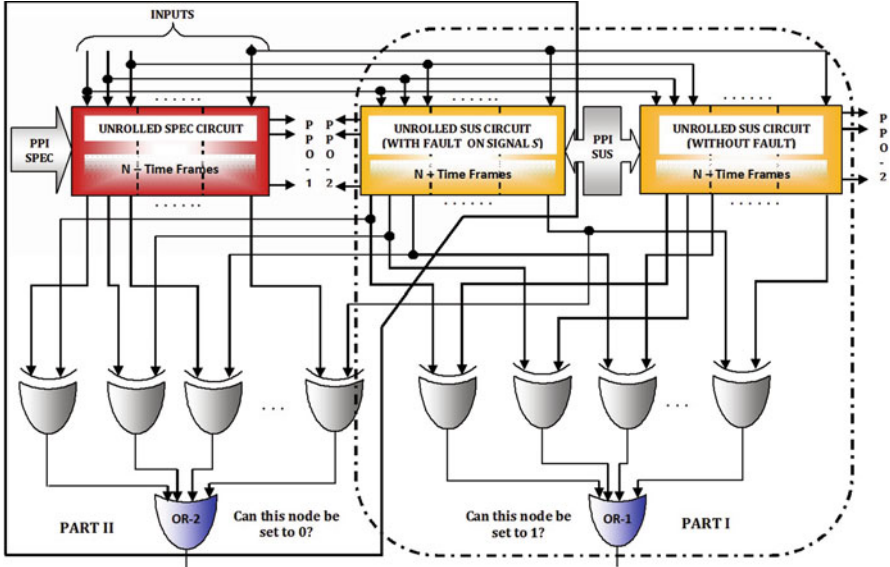 INPUTS
UNROLLED SPEC CIRCUIT
N – Time Frames
PPI
SPEC
P
P
O
-
1
P
P
O
-
2
UNROLLED SUS CIRCUIT
(WITH FAULT ON SIGNAL S)
N – Time Frames
PPI
SUS
UNROLLED SUS CIRCUIT
(WITHOUT FAULT)
N – Time Frames
P
P
O
-
2
PART II
OR-2
Can this node be
set to 0?
Can this node be
set to 1?
OR-1
PART I